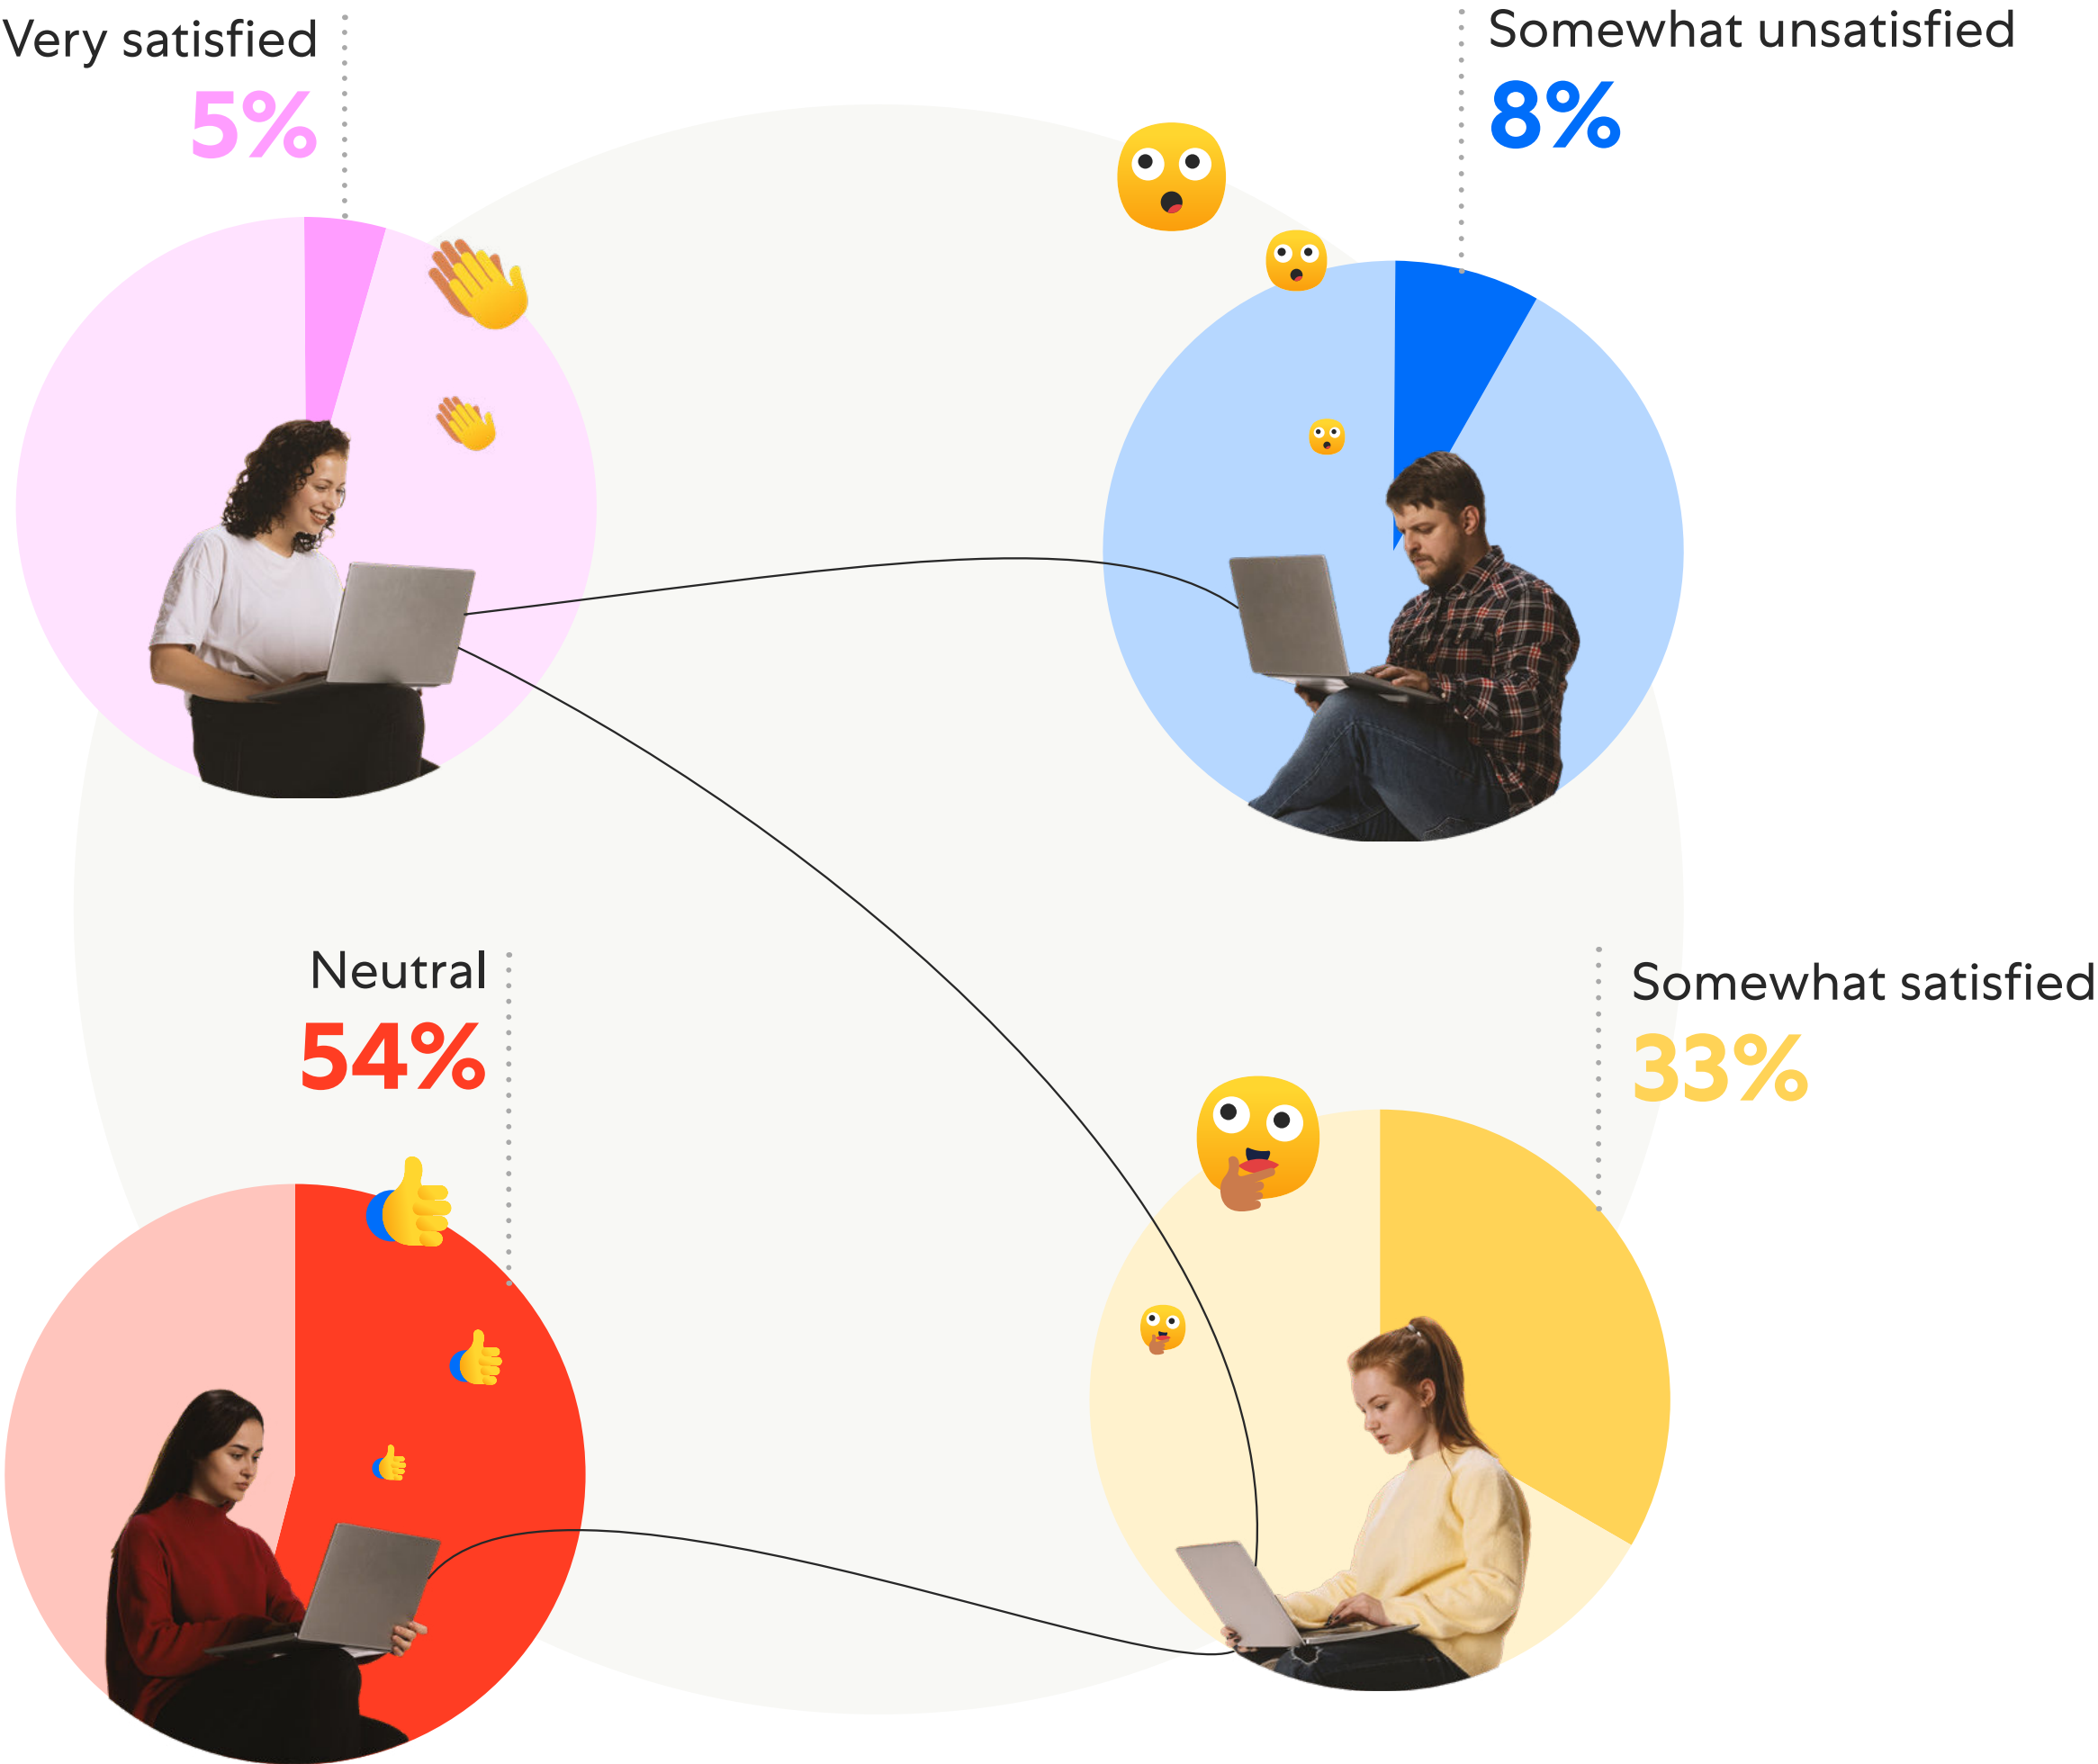 Very satisfied
5%
Somewhat unsatisfied
8%
Neutral
54%
Somewhat satisfied
33%